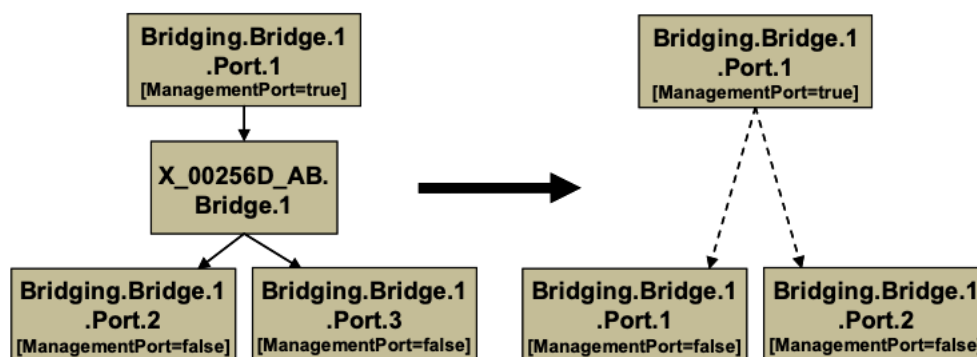 Bridging.Bridge.1
.Port.1
[ManagementPort=true]
Bridging.Bridge.1
.Port.1
[ManagementPort=true]
X_00256D_AB.
Bridge.1
Bridging.Bridge.1
.Port.2
[ManagementPort=false]
Bridging.Bridge.1
.Port.3
[ManagementPort=false]
Bridging.Bridge.1
.Port.1
[ManagementPort=false]
Bridging.Bridge.1
.Port.2
[ManagementPort=false]